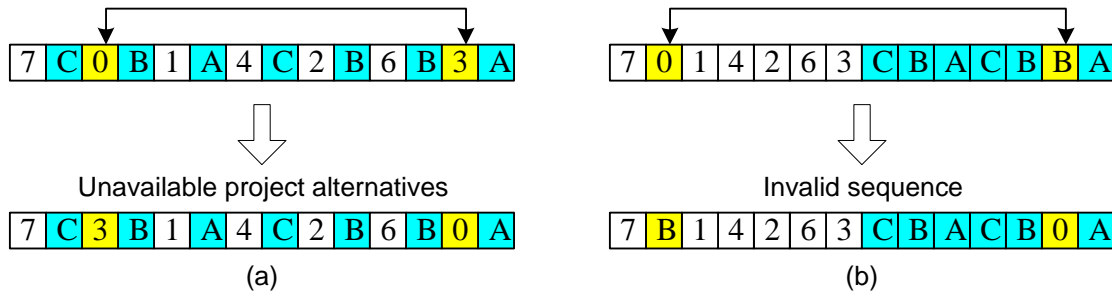 7 C 0 B 1 A 4 C 2 B 6 B 3 A
Unavailable project alternatives
7 C 3 B 1 A 4 C 2 B 6 B 0 A
(a)
7 0 1 4 2 6 3 C B A C B B A
Invalid sequence
7 B 1 4 2 6 3 C B A C B 0 A
(b)